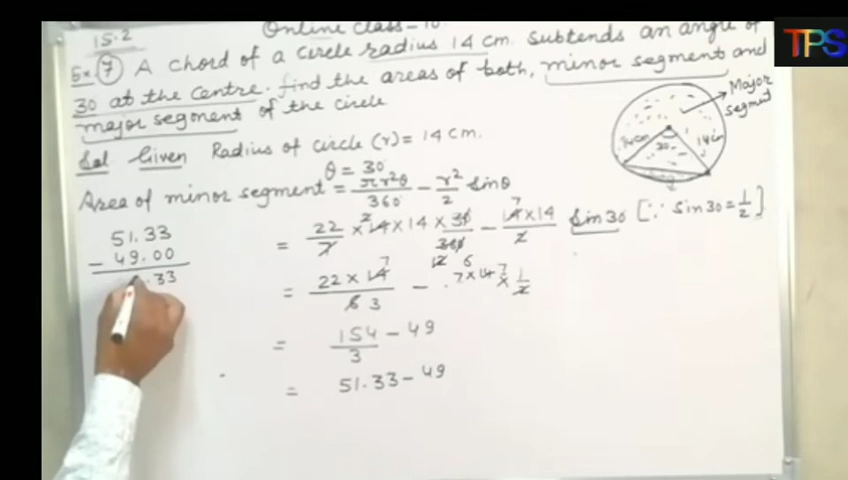 Online class-10
TPS
15.2
Ex. 7 A chord of a circle radius 14 cm subtends an angle of
30 at the centre. find the areas of both, minor segment and
major segment of the circle
Major segment
14cm 30 14cm
Sol Given Radius of circle (r) = 14 cm.
θ = 30
Area of minor segment = πr²θ/360 - r²/2 sinθ
= 22/7 × 14 × 14 × 30/360 - 14×14/2 sin30 [∵ sin30 = 1/2]
51.33
- 49.00
.33
= 22 × 14/6 3 - 7×14 × 1/2
= 154/3 - 49
= 51.33 - 49